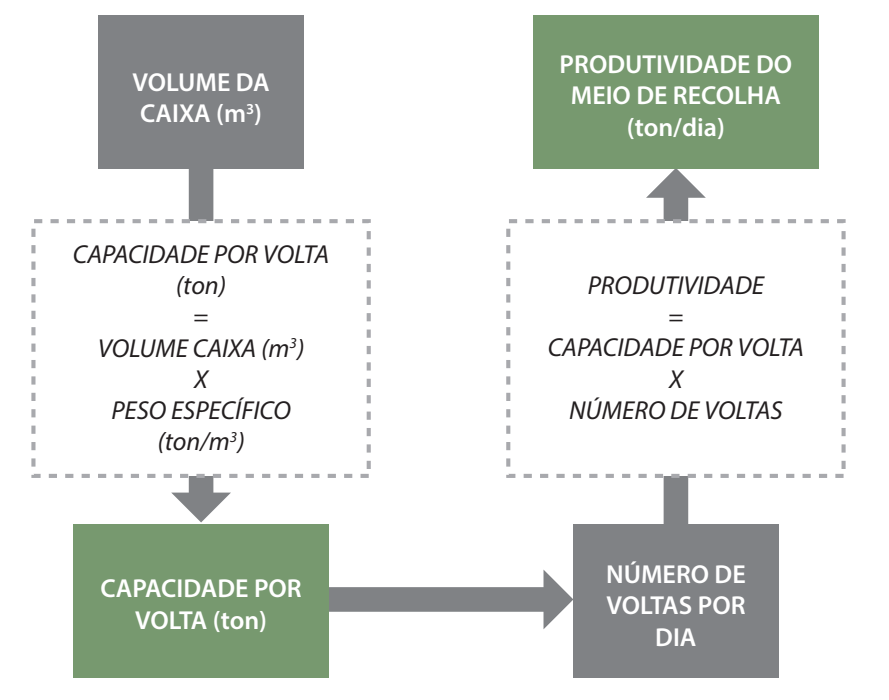 VOLUME DA
CAIXA (m³)
CAPACIDADE POR VOLTA
(ton)
=
VOLUME CAIXA (m³)
X
PESO ESPECÍFICO
(ton/m³)
CAPACIDADE POR
VOLTA (ton)
NÚMERO DE
VOLTAS POR
DIA
PRODUTIVIDADE
=
CAPACIDADE POR VOLTA
X
NÚMERO DE VOLTAS
PRODUTIVIDADE DO
MEIO DE RECOLHA
(ton/dia)